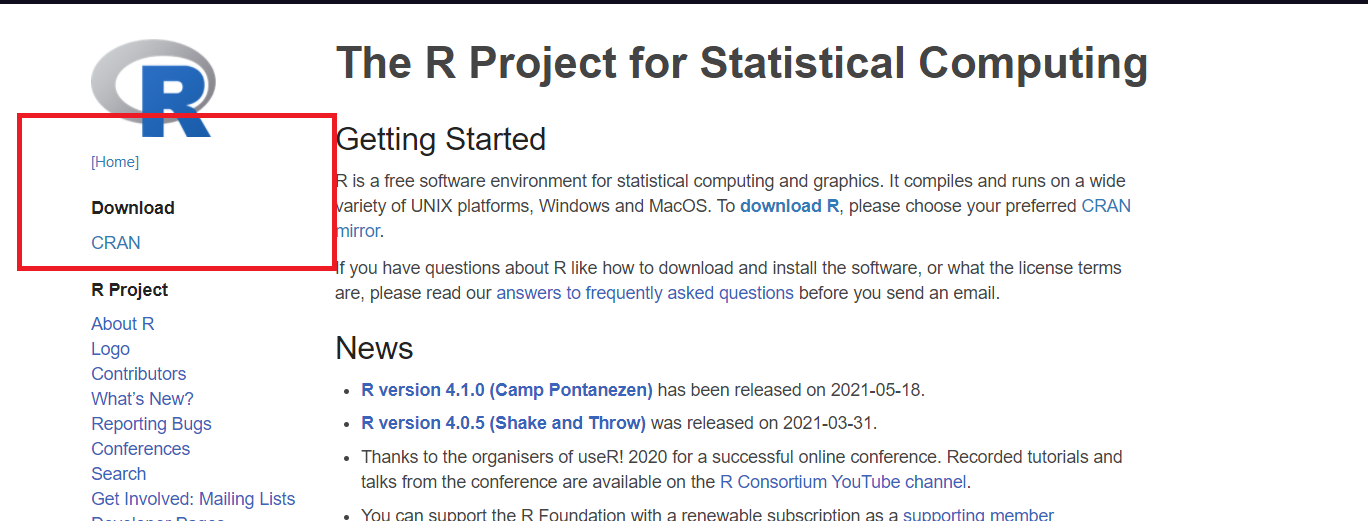 R
The R Project for Statistical Computing
[Home]
Download
CRAN
R Project
About R
Logo
Contributors
What's New?
Reporting Bugs
Conferences
Search
Get Involved: Mailing Lists
Developer Pages
Getting Started
R is a free software environment for statistical computing and graphics. It compiles and runs on a wide
variety of UNIX platforms, Windows and MacOS. To download R, please choose your preferred CRAN
mirror.
If you have questions about R like how to download and install the software, or what the license terms
are, please read our answers to frequently asked questions before you send an email.
News
• R version 4.1.0 (Camp Pontanezen) has been released on 2021-05-18.
• R version 4.0.5 (Shake and Throw) was released on 2021-03-31.
• Thanks to the organisers of useR! 2020 for a successful online conference. Recorded tutorials and
talks from the conference are available on the R Consortium YouTube channel.
• You can support the R Foundation with a renewable subscription as a supporting member